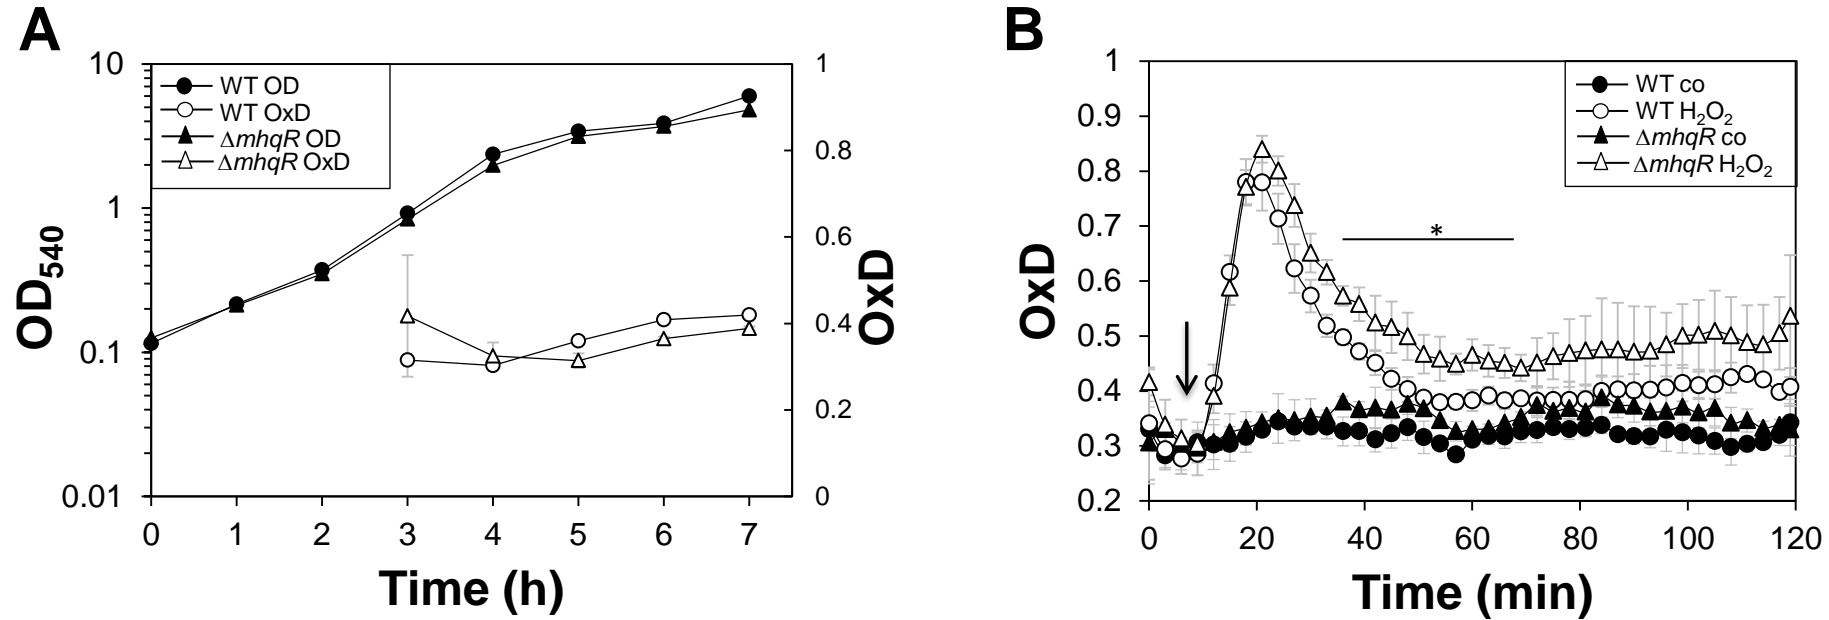 A
10
1
0.1
0.01
OD540
WT OD
WT OxD
ΔmhqR OD
ΔmhqR OxD
1
0.8
0.6
0.4
0.2
0
OxD
0 1 2 3 4 5 6 7
Time (h)
B
1
0.9
0.8
0.7
0.6
0.5
0.4
0.3
0.2
OxD
WT co
WT H2O2
ΔmhqR co
ΔmhqR H2O2
*
0 20 40 60 80 100 120
Time (min)